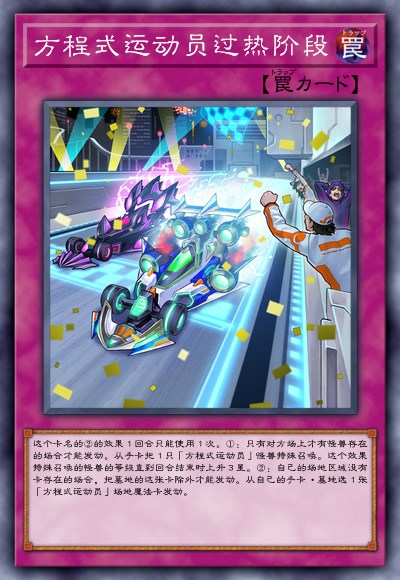 方程式运动员过热阶段 罠
トラップ
トラップ
【罠カード】
这个卡名的②的效果1回合只能使用1次。①：只有对方场上才有怪兽存在
的场合才能发动。从手卡把1只「方程式运动员」怪兽特殊召唤。这个效果
特殊召唤的怪兽的等级直到回合结束时上升3星。②：自己的场地区域没有
卡存在的场合，把墓地的这张卡除外才能发动。从自己的手卡·墓地选1张
「方程式运动员」场地魔法卡发动。